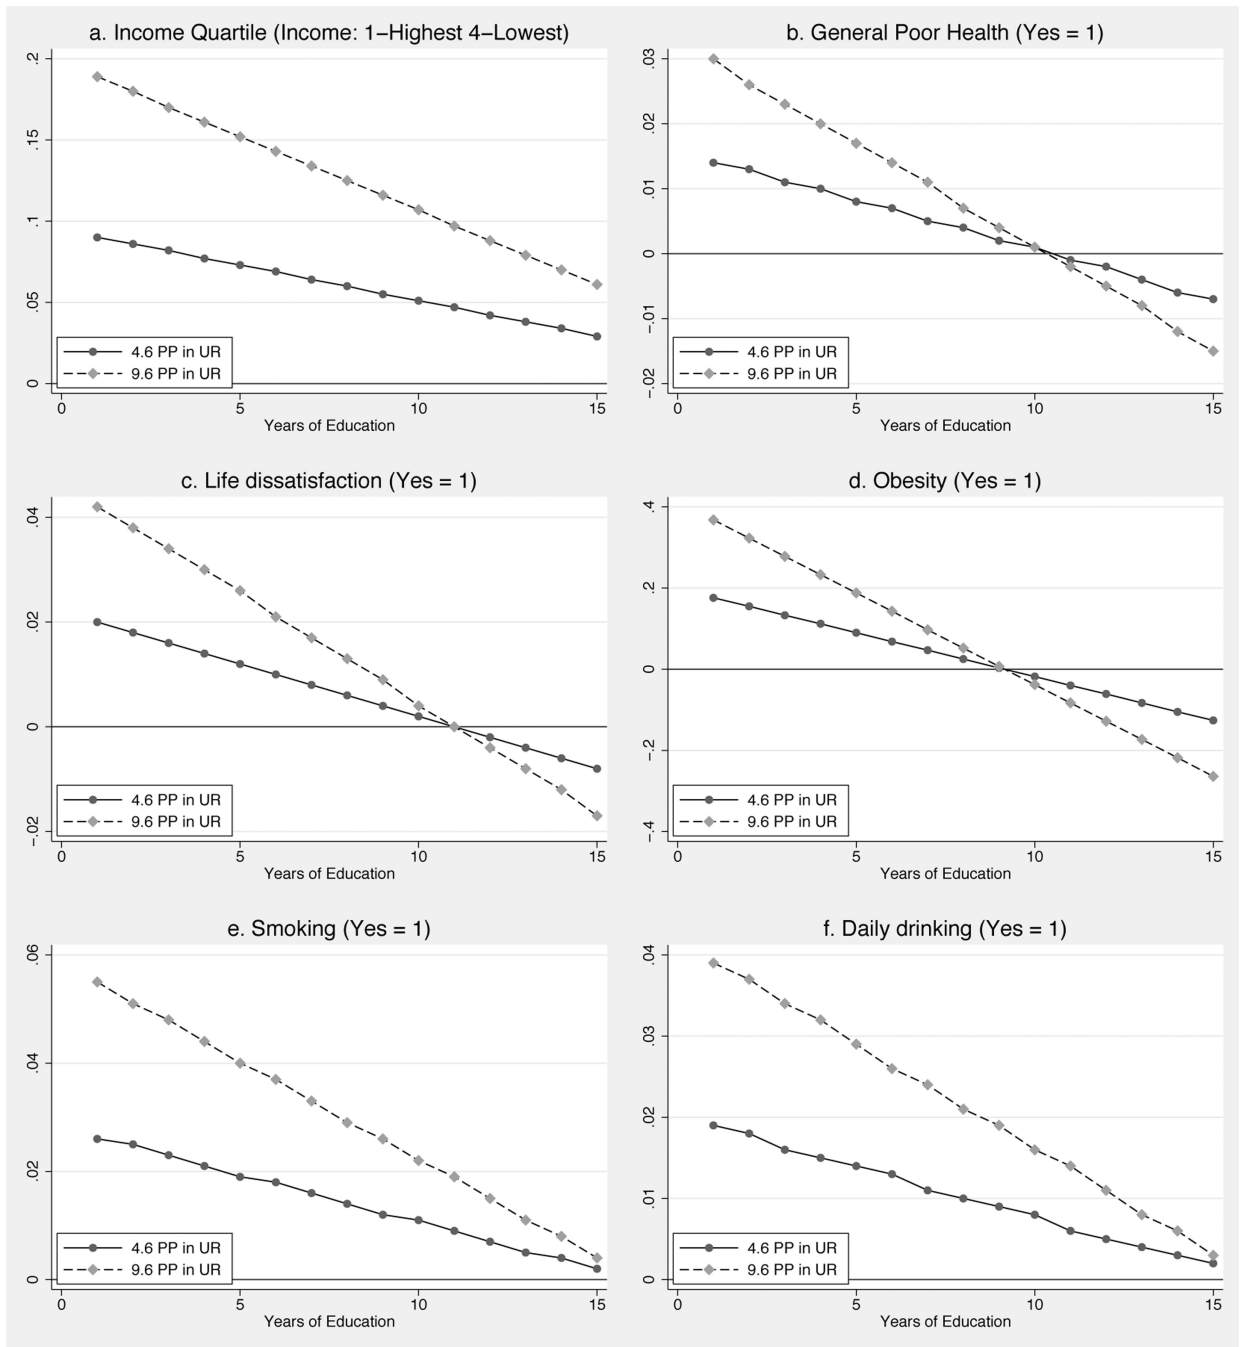 a. Income Quartile (Income: 1−Highest 4−Lowest)
.2
.15
.1
.05
0
4.6 PP in UR
9.6 PP in UR
0 5 10 15
Years of Education
b. General Poor Health (Yes = 1)
.03
.02
.01
0
−.01
−.02
4.6 PP in UR
9.6 PP in UR
0 5 10 15
Years of Education
c. Life dissatisfaction (Yes = 1)
.04
.02
0
−.02
4.6 PP in UR
9.6 PP in UR
0 5 10 15
Years of Education
d. Obesity (Yes = 1)
.4
.2
0
−.2
−.4
4.6 PP in UR
9.6 PP in UR
0 5 10 15
Years of Education
e. Smoking (Yes = 1)
.06
.04
.02
0
4.6 PP in UR
9.6 PP in UR
0 5 10 15
Years of Education
f. Daily drinking (Yes = 1)
.04
.03
.02
.01
0
4.6 PP in UR
9.6 PP in UR
0 5 10 15
Years of Education